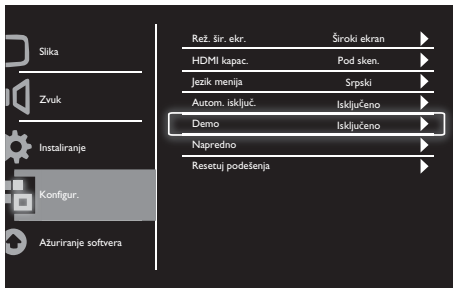 Slika
Zvuk
Instaliranje
Konfigur.
Ažuriranje softvera
Rež. šir. ekr. Široki ekran
HDMI kapac. Pod sken.
Jezik menija Srpski
Autom. isključ. Isključeno
Demo Isključeno
Napredno
Resetuj podešenja